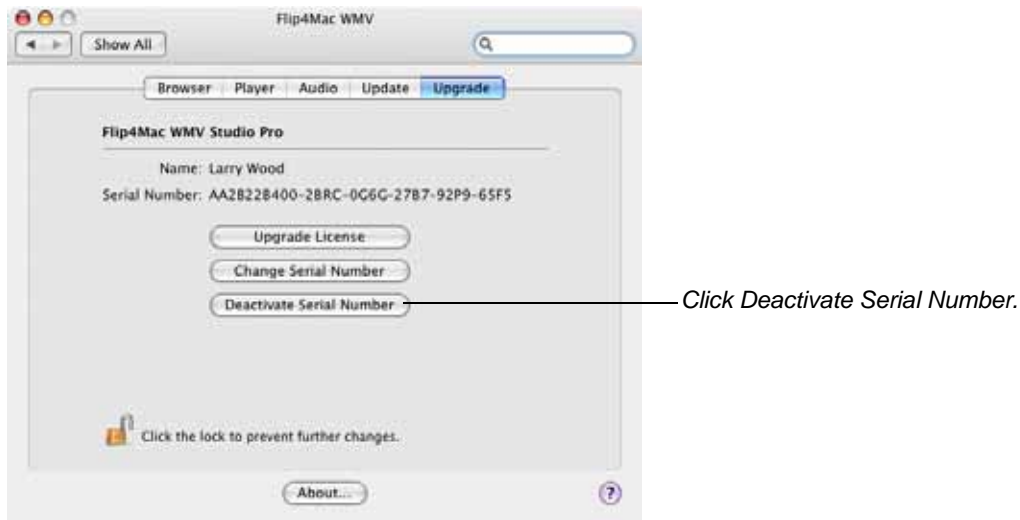 Flip4Mac WMV
Show All
Browser Player Audio Update Upgrade
Flip4Mac WMV Studio Pro
Name: Larry Wood
Serial Number: AA2B22B400-2BRC-0G6G-27B7-92P9-65F5
Upgrade License
Change Serial Number
Deactivate Serial Number
Click Deactivate Serial Number.
Click the lock to prevent further changes.
About...
?